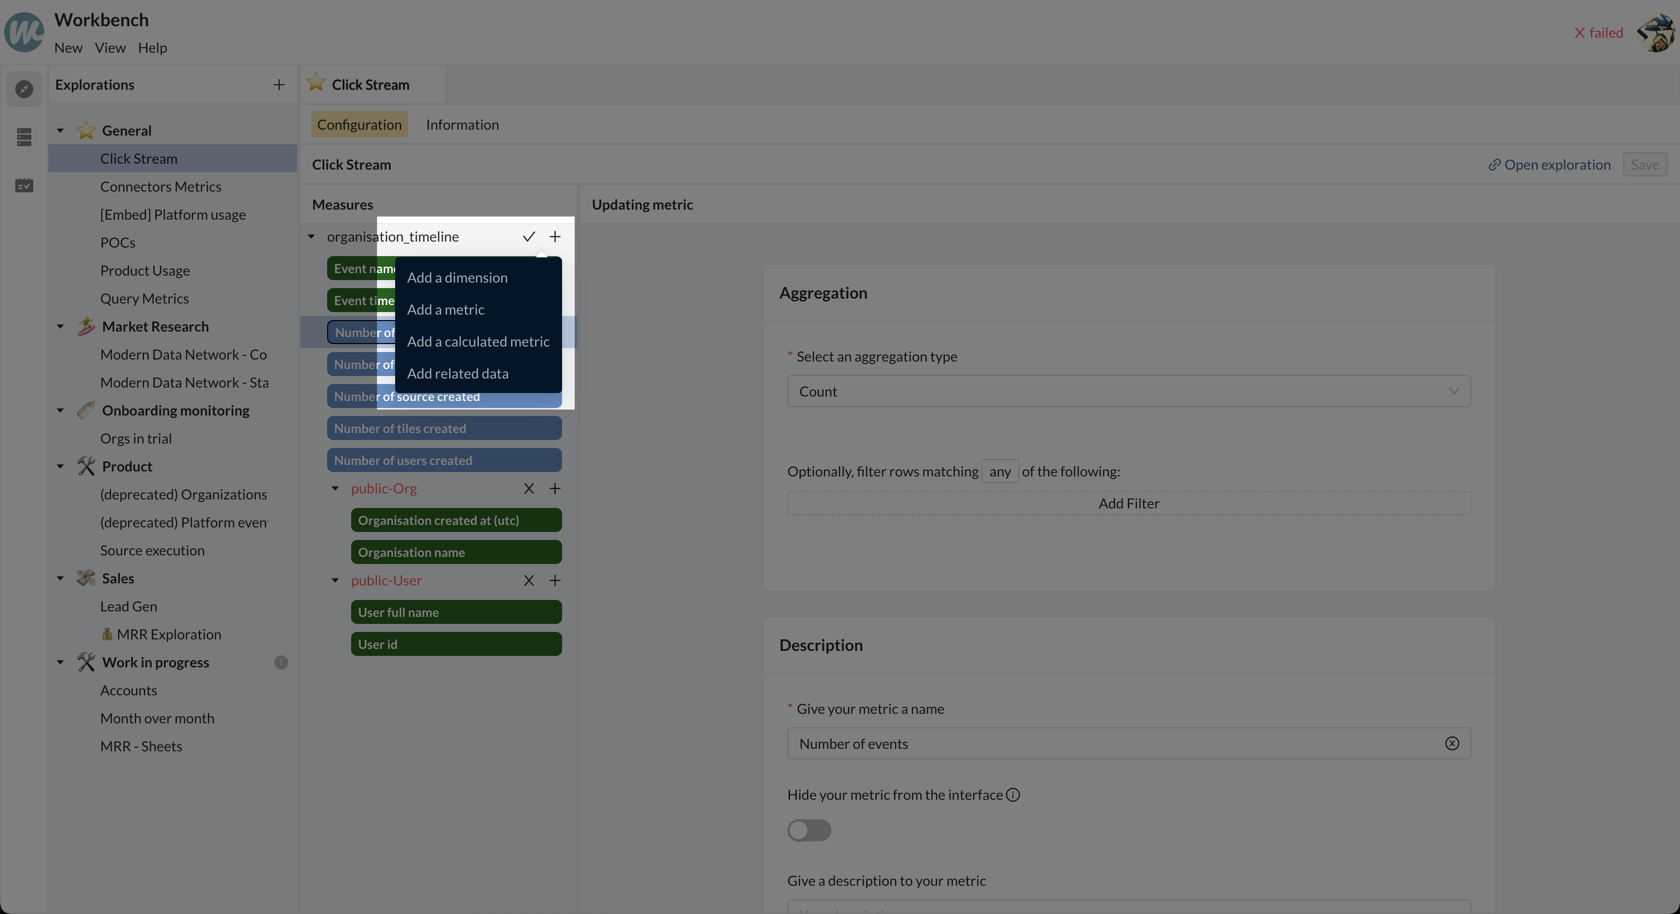 Workbench
New View Help
X failed
Explorations
Click Stream
Configuration Information
General
Click Stream
Connectors Metrics
[Embed] Platform usage
POCs
Product Usage
Query Metrics
Market Research
Modern Data Network - Co
Modern Data Network - Sta
Onboarding monitoring
Orgs in trial
Product
(deprecated) Organizations
(deprecated) Platform even
Source execution
Sales
Lead Gen
MRR Exploration
Work in progress
Accounts
Month over month
MRR - Sheets
Click Stream
Open exploration Save
Measures
organisation_timeline
Event name
Event time
Number of
Number of
Number of source created
Number of tiles created
Number of users created
public-Org
Organisation created at (utc)
Organisation name
public-User
User full name
User id
Add a dimension
Add a metric
Add a calculated metric
Add related data
Updating metric
Aggregation
* Select an aggregation type
Count
Optionally, filter rows matching any of the following:
Add Filter
Description
* Give your metric a name
Number of events
Hide your metric from the interface
Give a description to your metric